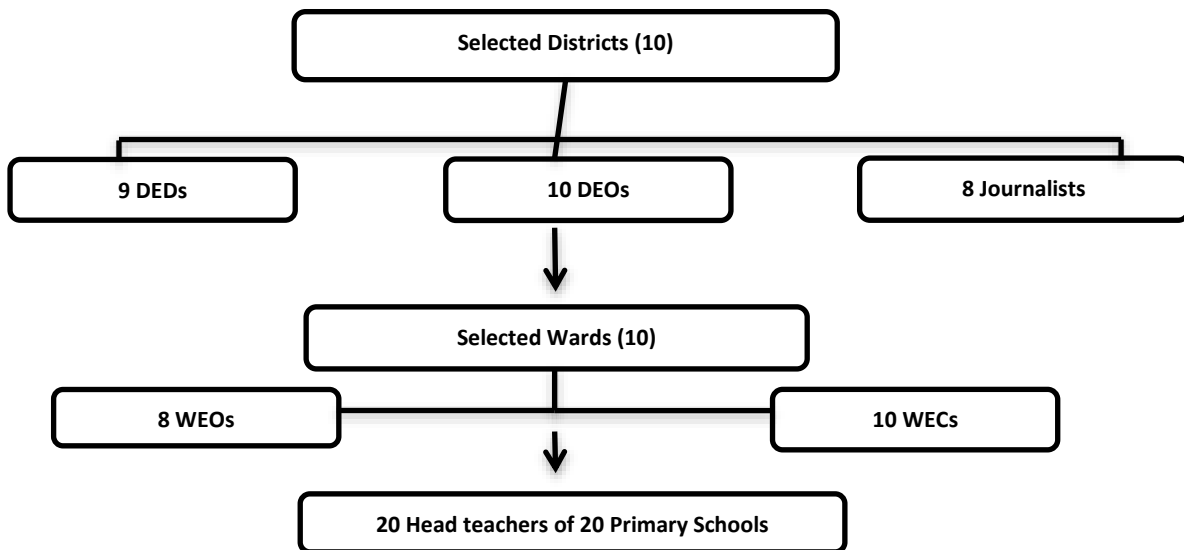 Selected Districts (10)
9 DEDs
10 DEOs
8 Journalists
Selected Wards (10)
8 WEOs
10 WECs
20 Head teachers of 20 Primary Schools